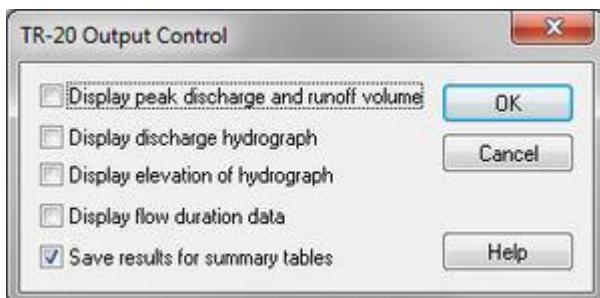 TR-20 Output Control
Display peak discharge and runoff volume
OK
Display discharge hydrograph
Cancel
Display elevation of hydrograph
Display flow duration data
Save results for summary tables
Help